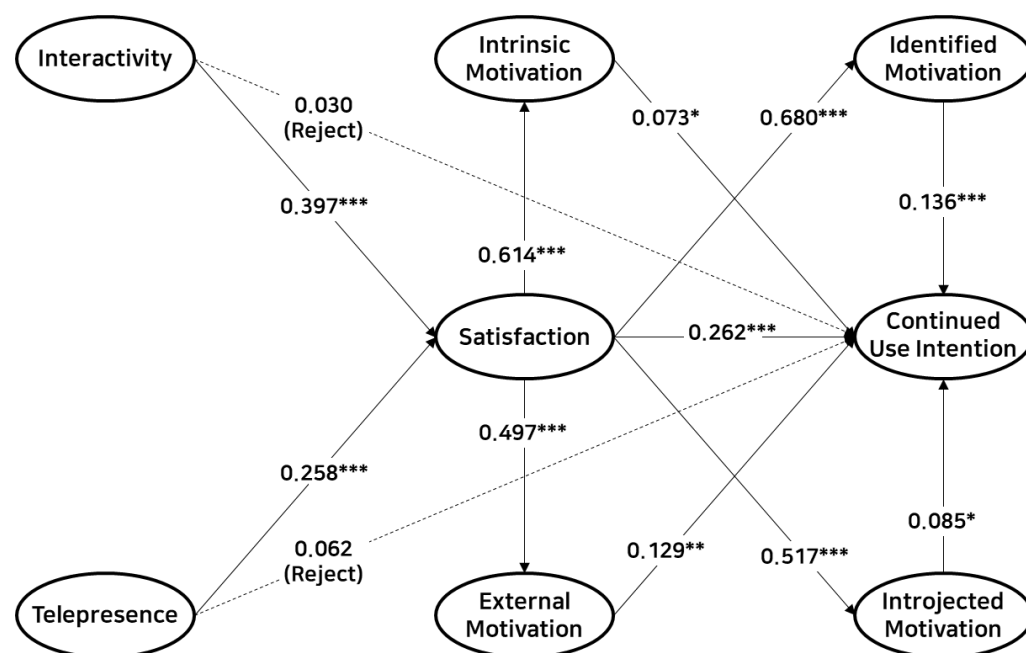 Interactivity
Intrinsic
Motivation
Identified
Motivation
0.030
(Reject)
0.073*
0.680***
0.397***
0.136***
0.614***
Satisfaction
0.262***
Continued
Use Intention
0.497***
0.258***
0.062
(Reject)
0.129**
0.517***
0.085*
Telepresence
External
Motivation
Introjected
Motivation